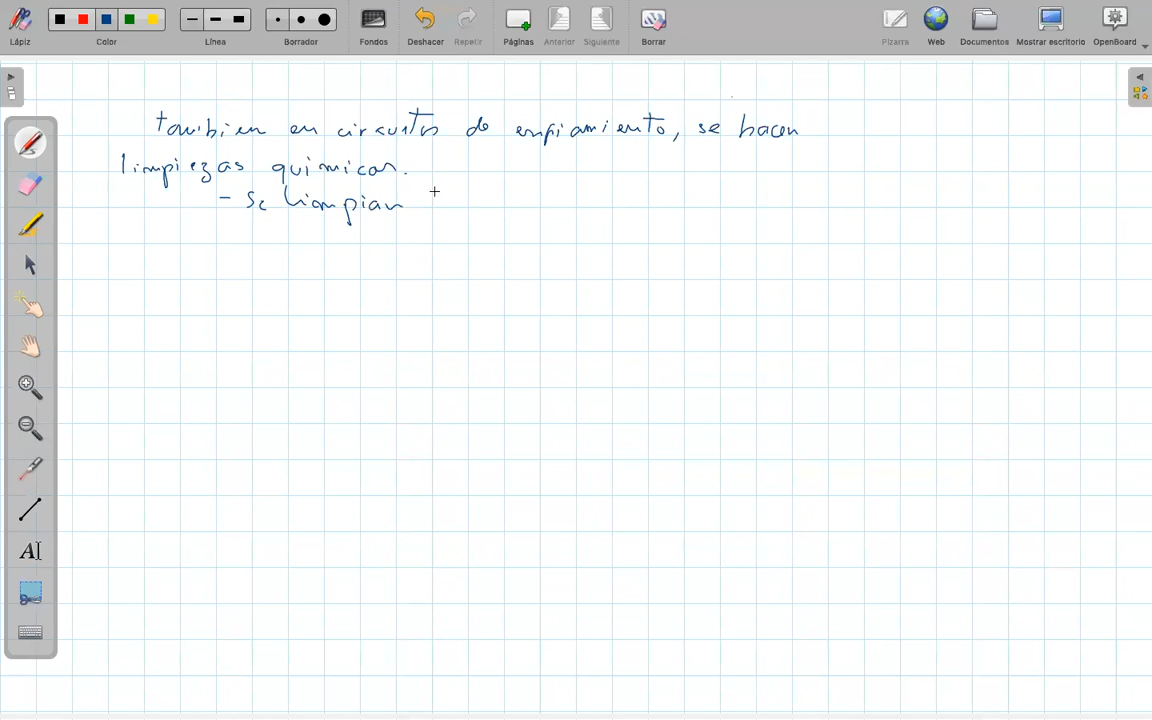 Lápiz Color Línea Borrador Fondos Deshacer Repetir Páginas Anterior Siguiente Borrar Pizarra Web Documentos Mostrar escritorio OpenBoard
tambien en circuitos de enfiamiento, se hacen
limpiezas quimicas.
- Se limpian